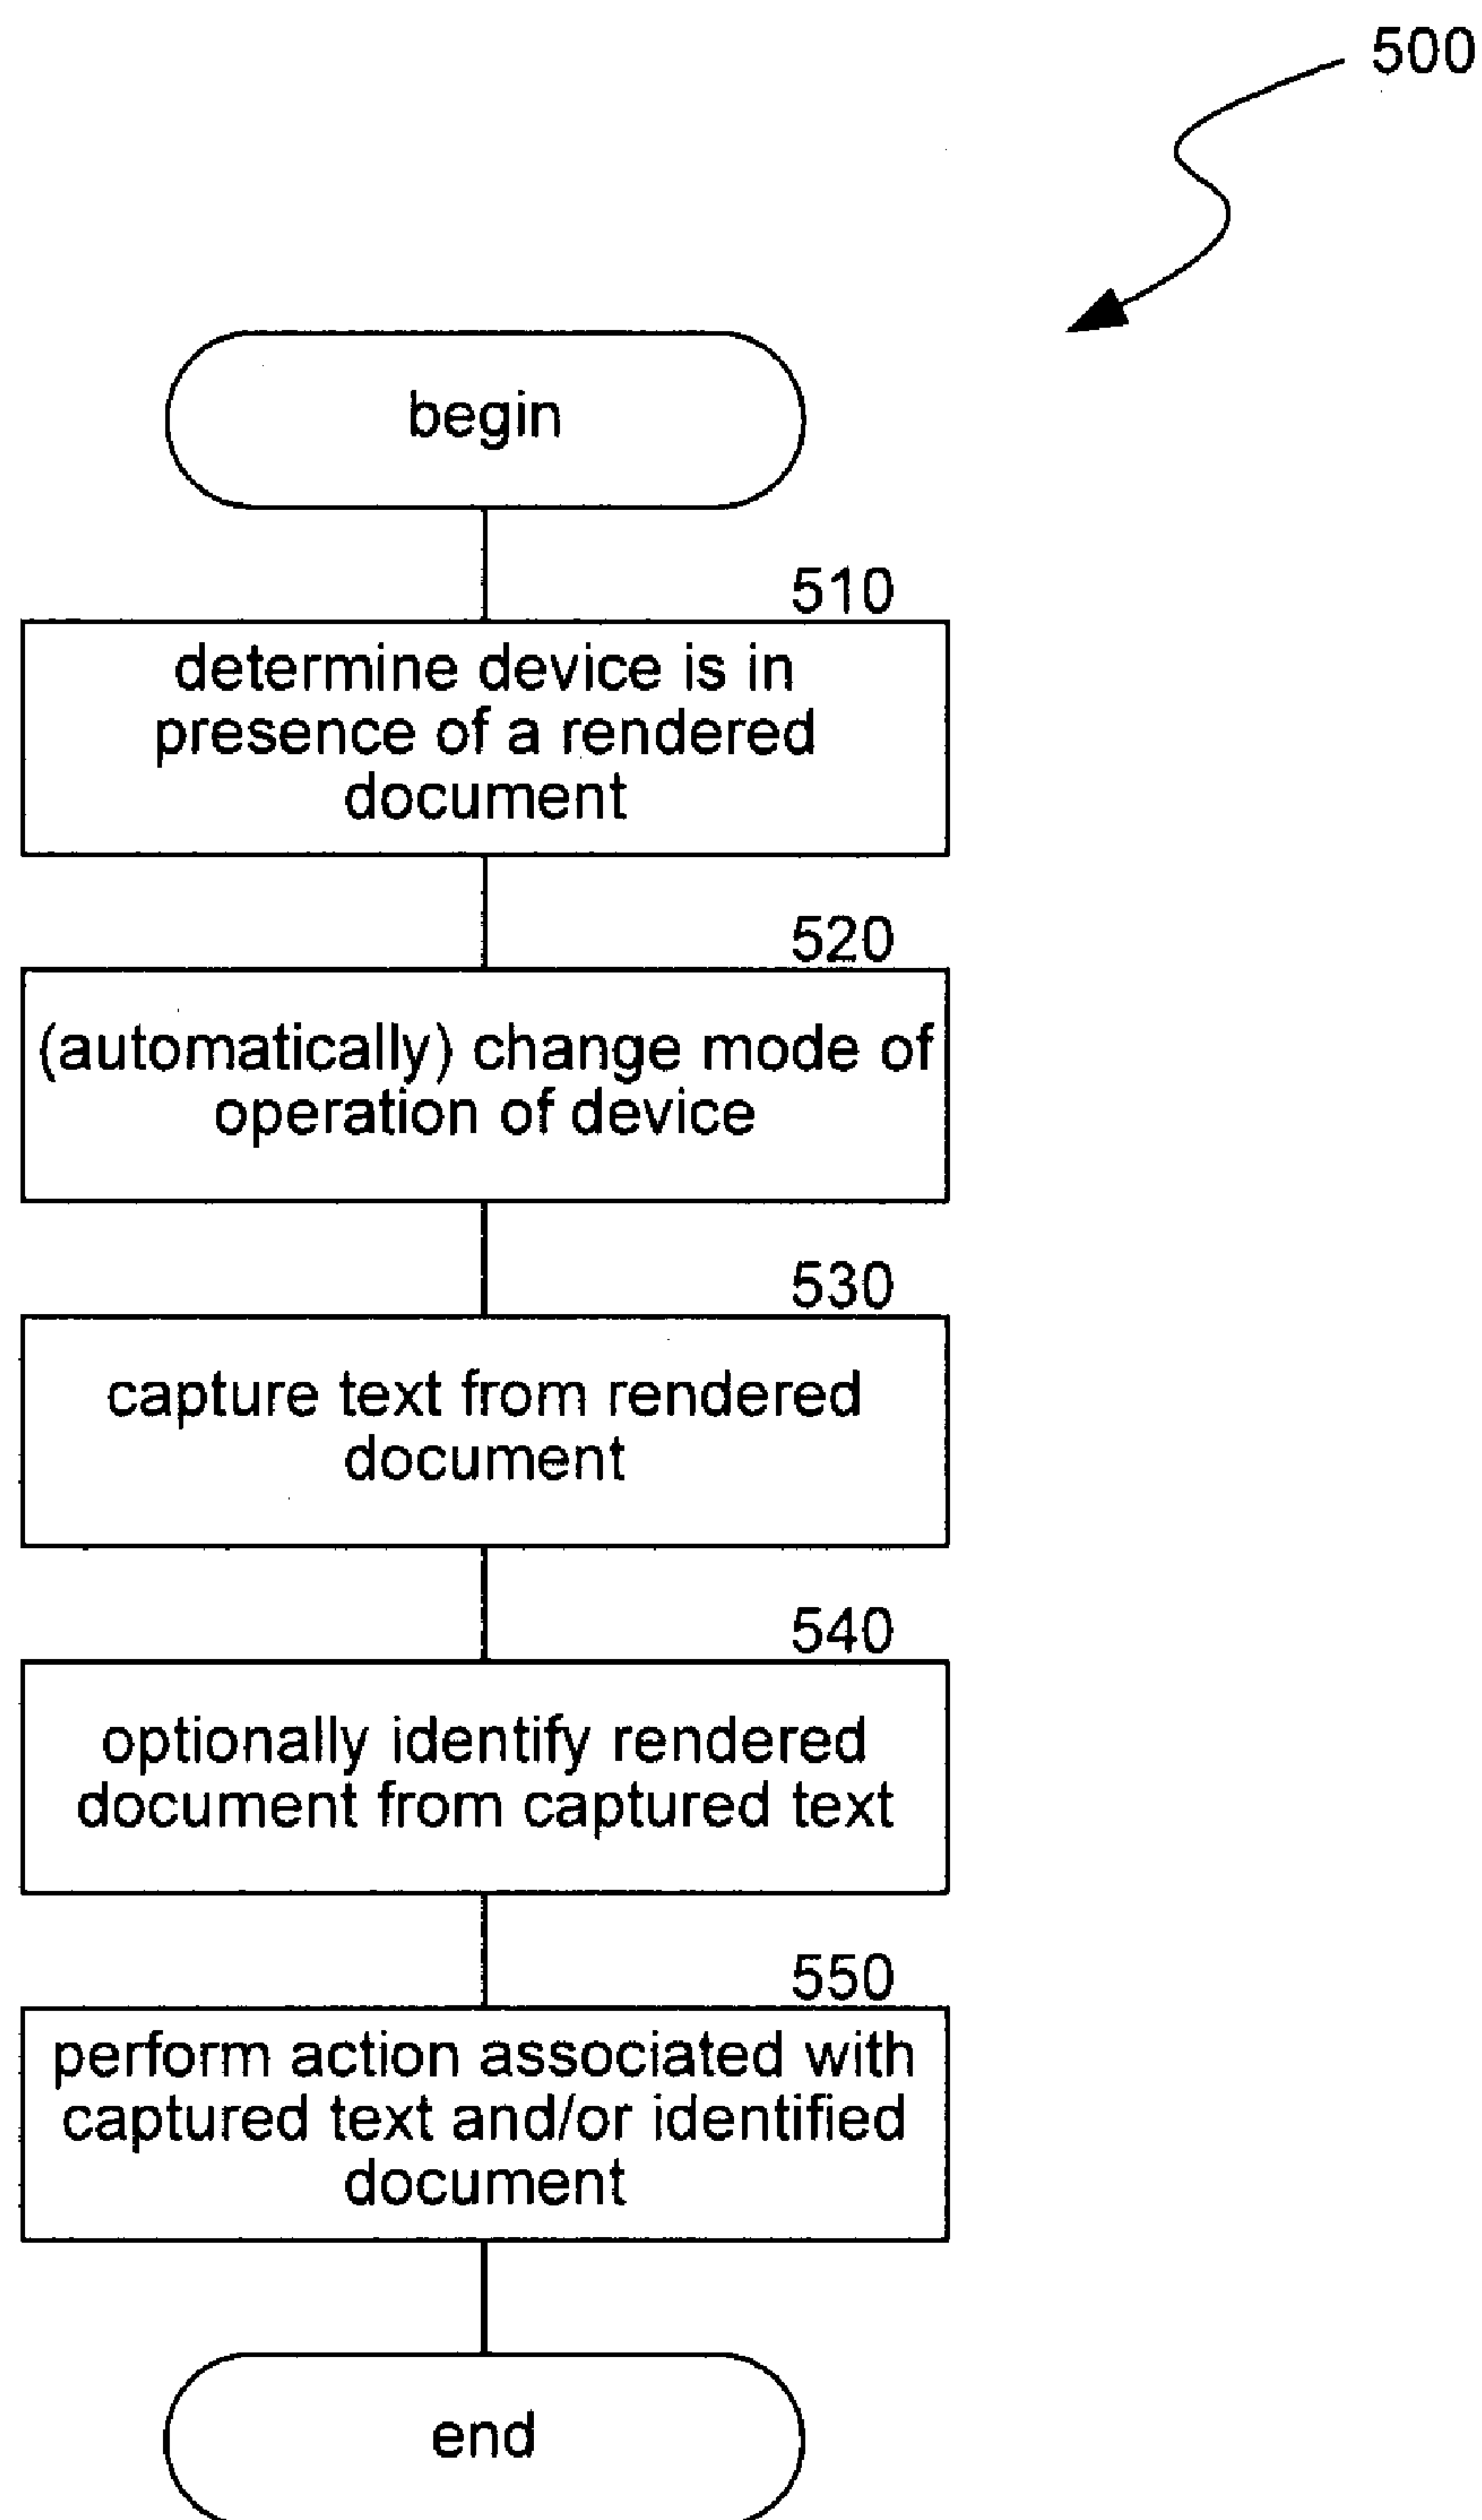 500
begin
510
determine device is in
presence of a rendered
document
520
(automatically) change mode of
operation of device
530
capture text from rendered
document
540
optionally identify rendered
document from captured text
550
perform action associated with
captured text and/or identified
document
end